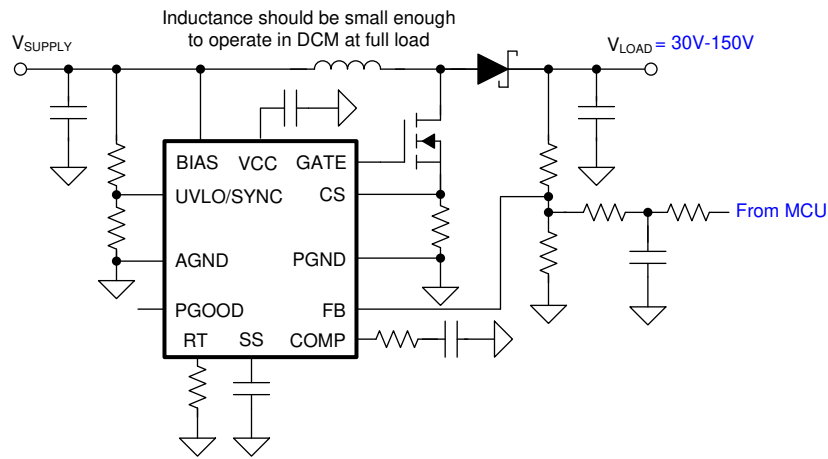 Inductance should be small enough
to operate in DCM at full load
VSUPPLY
VLOAD = 30V-150V
BIAS
VCC
GATE
UVLO/SYNC
CS
From MCU
AGND
PGND
PGOOD
FB
RT
SS
COMP